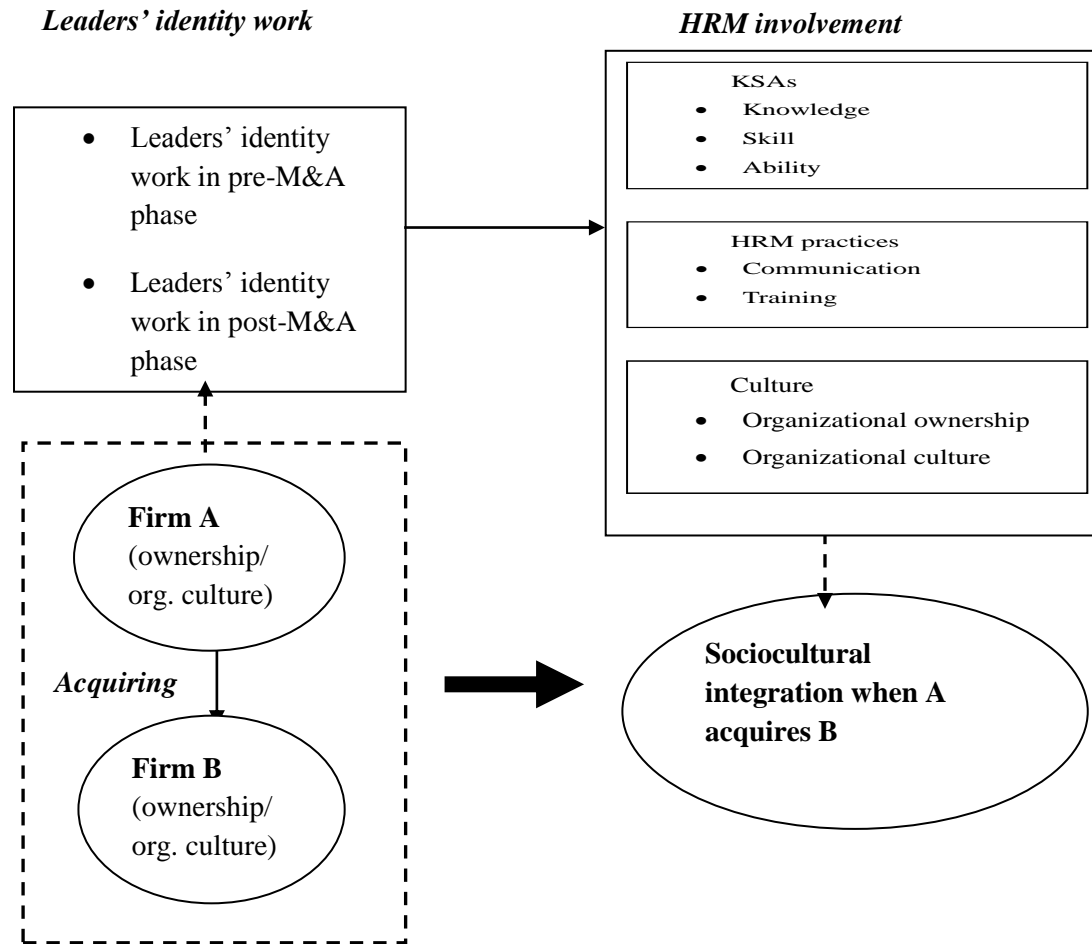 Leaders’ identity work
HRM involvement
• Leaders’ identity
work in pre-M&A
phase
• Leaders’ identity
work in post-M&A
phase
KSAs
• Knowledge
• Skill
• Ability
HRM practices
• Communication
• Training
Culture
• Organizational ownership
• Organizational culture
Firm A
(ownership/
org. culture)
Acquiring
Firm B
(ownership/
org. culture)
Sociocultural
integration when A
acquires B